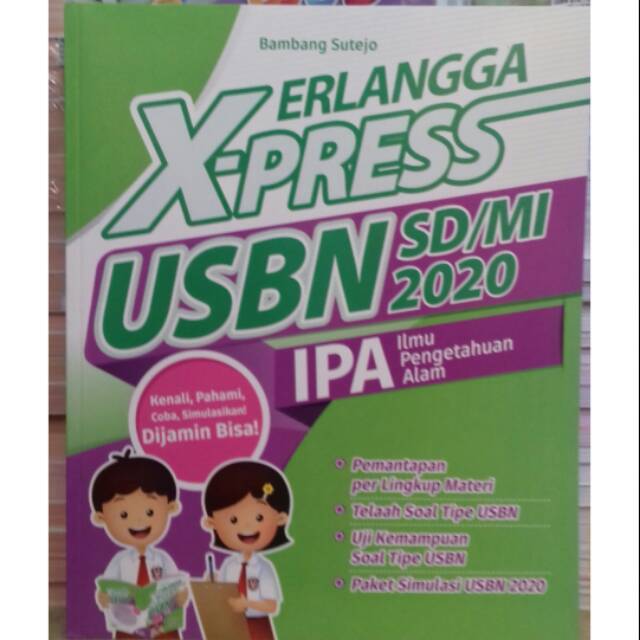 Bambang Sutejo
ERLANGGA
X-PRESS
USBN SD/MI
2020
IPA Ilmu
Pengetahuan
Alam
Kenali, Pahami,
Coba, Simulasikan!
Dijamin Bisa!
Pemantapan
per Lingkup Materi
Telaah Soal Tipe USBN
Uji Kemampuan
Soal Tipe USBN
Paket Simulasi USBN 2020